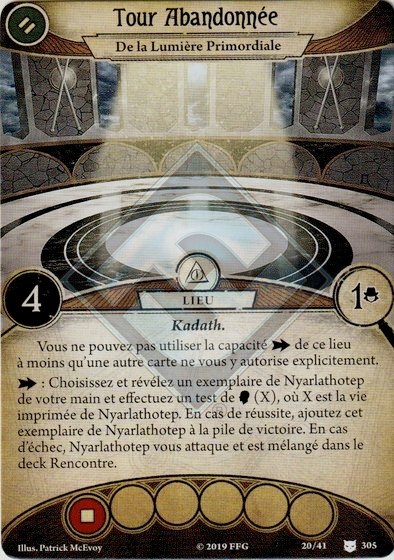 Tour Abandonnée
De la Lumière Primordiale
4
LIEU
1
Kadath.
Vous ne pouvez pas utiliser la capacité de ce lieu
à moins qu'une autre carte ne vous y autorise explicitement.
: Choisissez et révélez un exemplaire de Nyarlathotep
de votre main et effectuez un test de (X), où X est la vie
imprimée de Nyarlathotep. En cas de réussite, ajoutez cet
exemplaire de Nyarlathotep à la pile de victoire. En cas
d'échec, Nyarlathotep vous attaque et est mélangé dans le
deck Rencontre.
Illus. Patrick McEvoy
© 2019 FFG
20/41
305